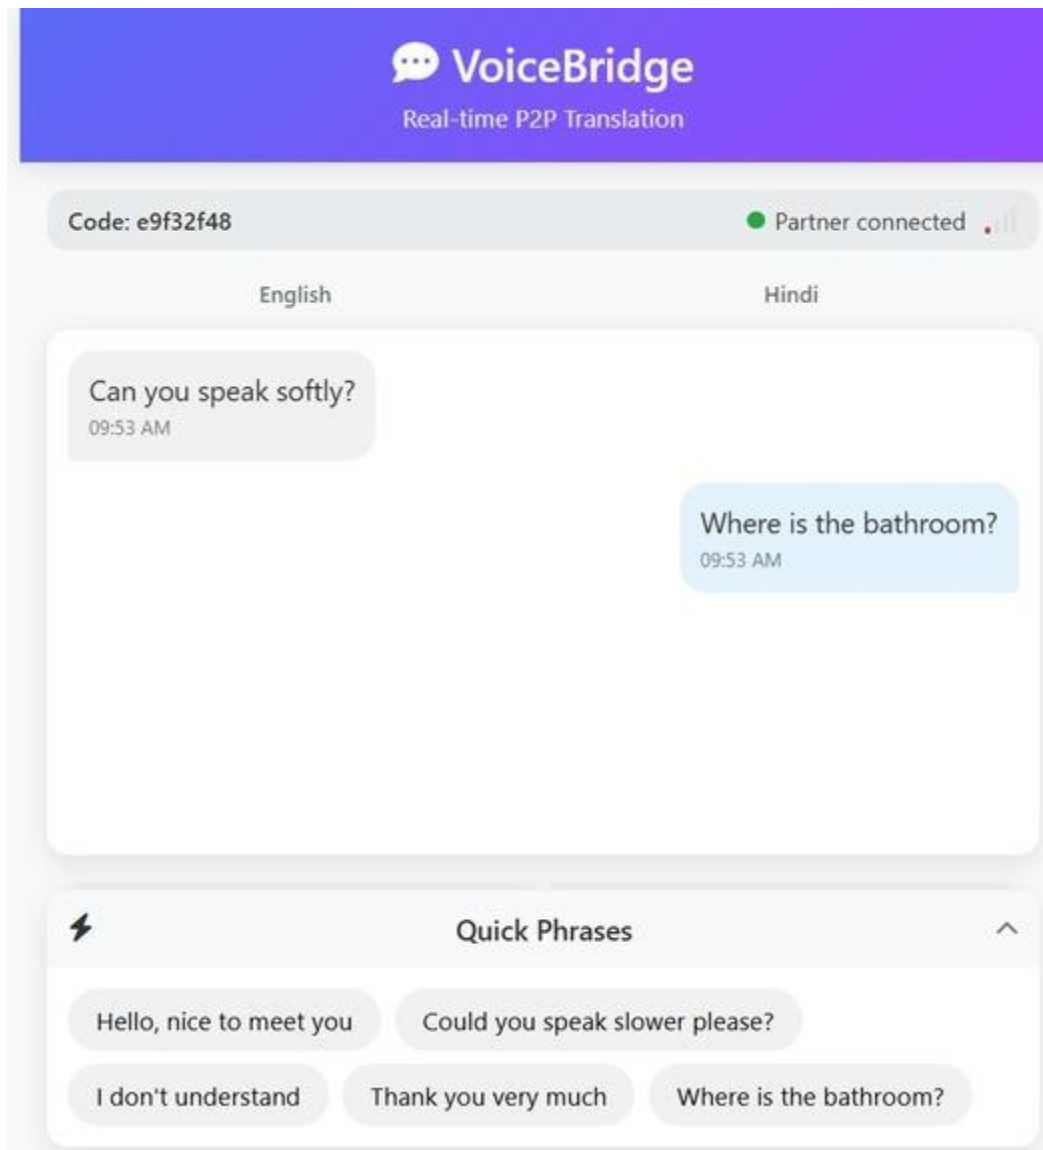 VoiceBridge
Real-time P2P Translation
Code: e9f32f48 Partner connected
English Hindi
Can you speak softly?
09:53 AM
Where is the bathroom?
09:53 AM
Quick Phrases
Hello, nice to meet you Could you speak slower please?
I don't understand Thank you very much Where is the bathroom?